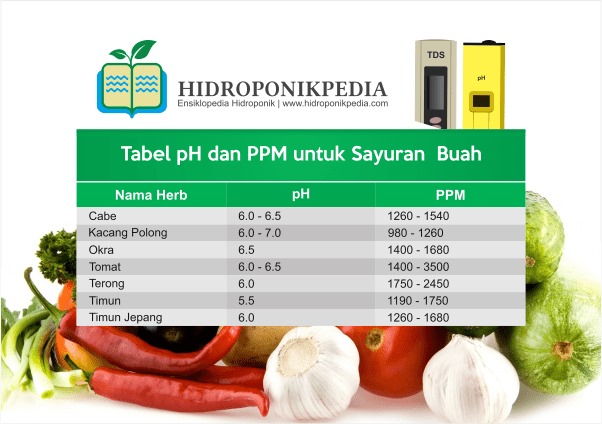 TDS
pH
HIDROPONIKPEDIA
Ensiklopedia Hidroponik | www.hidroponikpedia.com
Tabel pH dan PPM untuk Sayuran Buah
Nama Herb pH PPM
Cabe 6.0 - 6.5 1260 - 1540
Kacang Polong 6.0 - 7.0 980 - 1260
Okra 6.5 1400 - 1680
Tomat 6.0 - 6.5 1400 - 3500
Terong 6.0 1750 - 2450
Timun 5.5 1190 - 1750
Timun Jepang 6.0 1260 - 1680